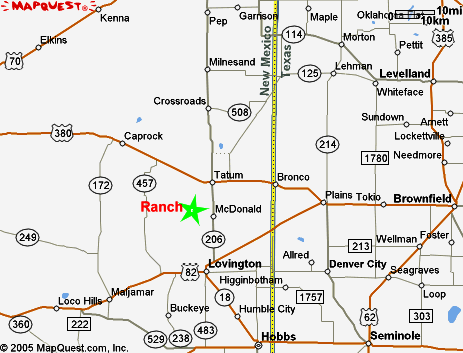 MAPQUEST
Kenna
Garrison
Pep
Maple
Oklahoma
10mi
10km
Elkins
70
114
Morton
385
Pettit
New Mexico
Texas
Milnesand
125
Lehman
Levelland
Whiteface
Crossroads
508
Sundown
Arnett
380
Caprock
214
Lockettville
1780
Needmore
172
457
Tatum
Bronco
Plains
Tokio
Brownfield
Ranch
McDonald
249
206
213
Wellman
Foster
Allred
82
Lovington
Denver City
Higginbotham
Seagraves
Loop
Loco Hills
Maljamar
18
1757
Buckeye
Humble City
62
303
360
222
529
238
483
Hobbs
Seminole
© 2005 MapQuest.com, Inc.